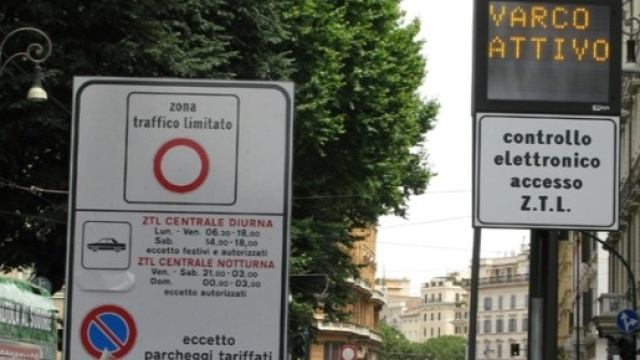 zona
traffico limitato
ZTL CENTRALE DIURNA
Lun. - Ven. 06.30-18.00
Sab. 14.00-18.00
eccetto festivi e autorizzati
ZTL CENTRALE NOTTURNA
Ven. - Sab. 21.00-03.00
Dom. 00.00-03.00
eccetto autorizzati
eccetto
parcheggi tariffati
VARCO
ATTIVO
controllo
elettronico
accesso
Z.T.L.